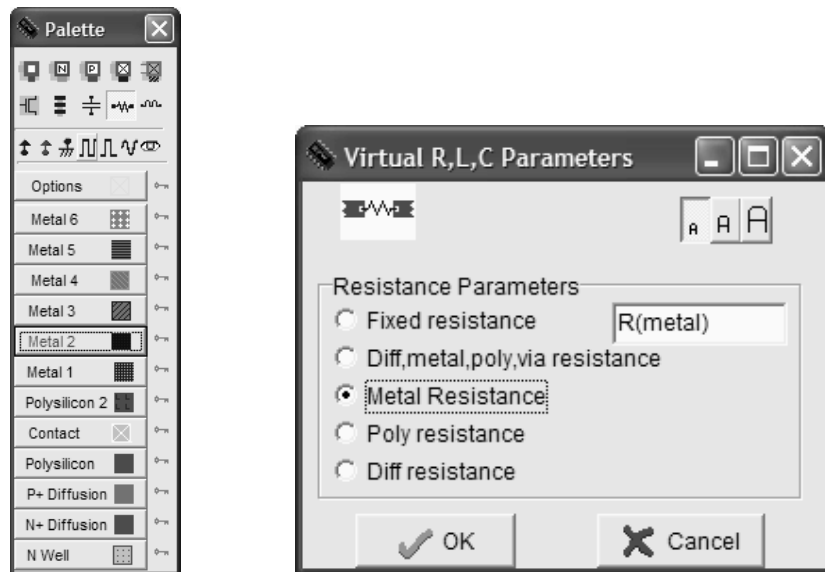 Palette
N P
Options
Metal 6
Metal 5
Metal 4
Metal 3
Metal 2
Metal 1
Polysilicon 2
Contact
Polysilicon
P+ Diffusion
N+ Diffusion
N Well
Virtual R,L,C Parameters
A A A
Resistance Parameters
Fixed resistance R(metal)
Diff,metal,poly,via resistance
Metal Resistance
Poly resistance
Diff resistance
OK Cancel